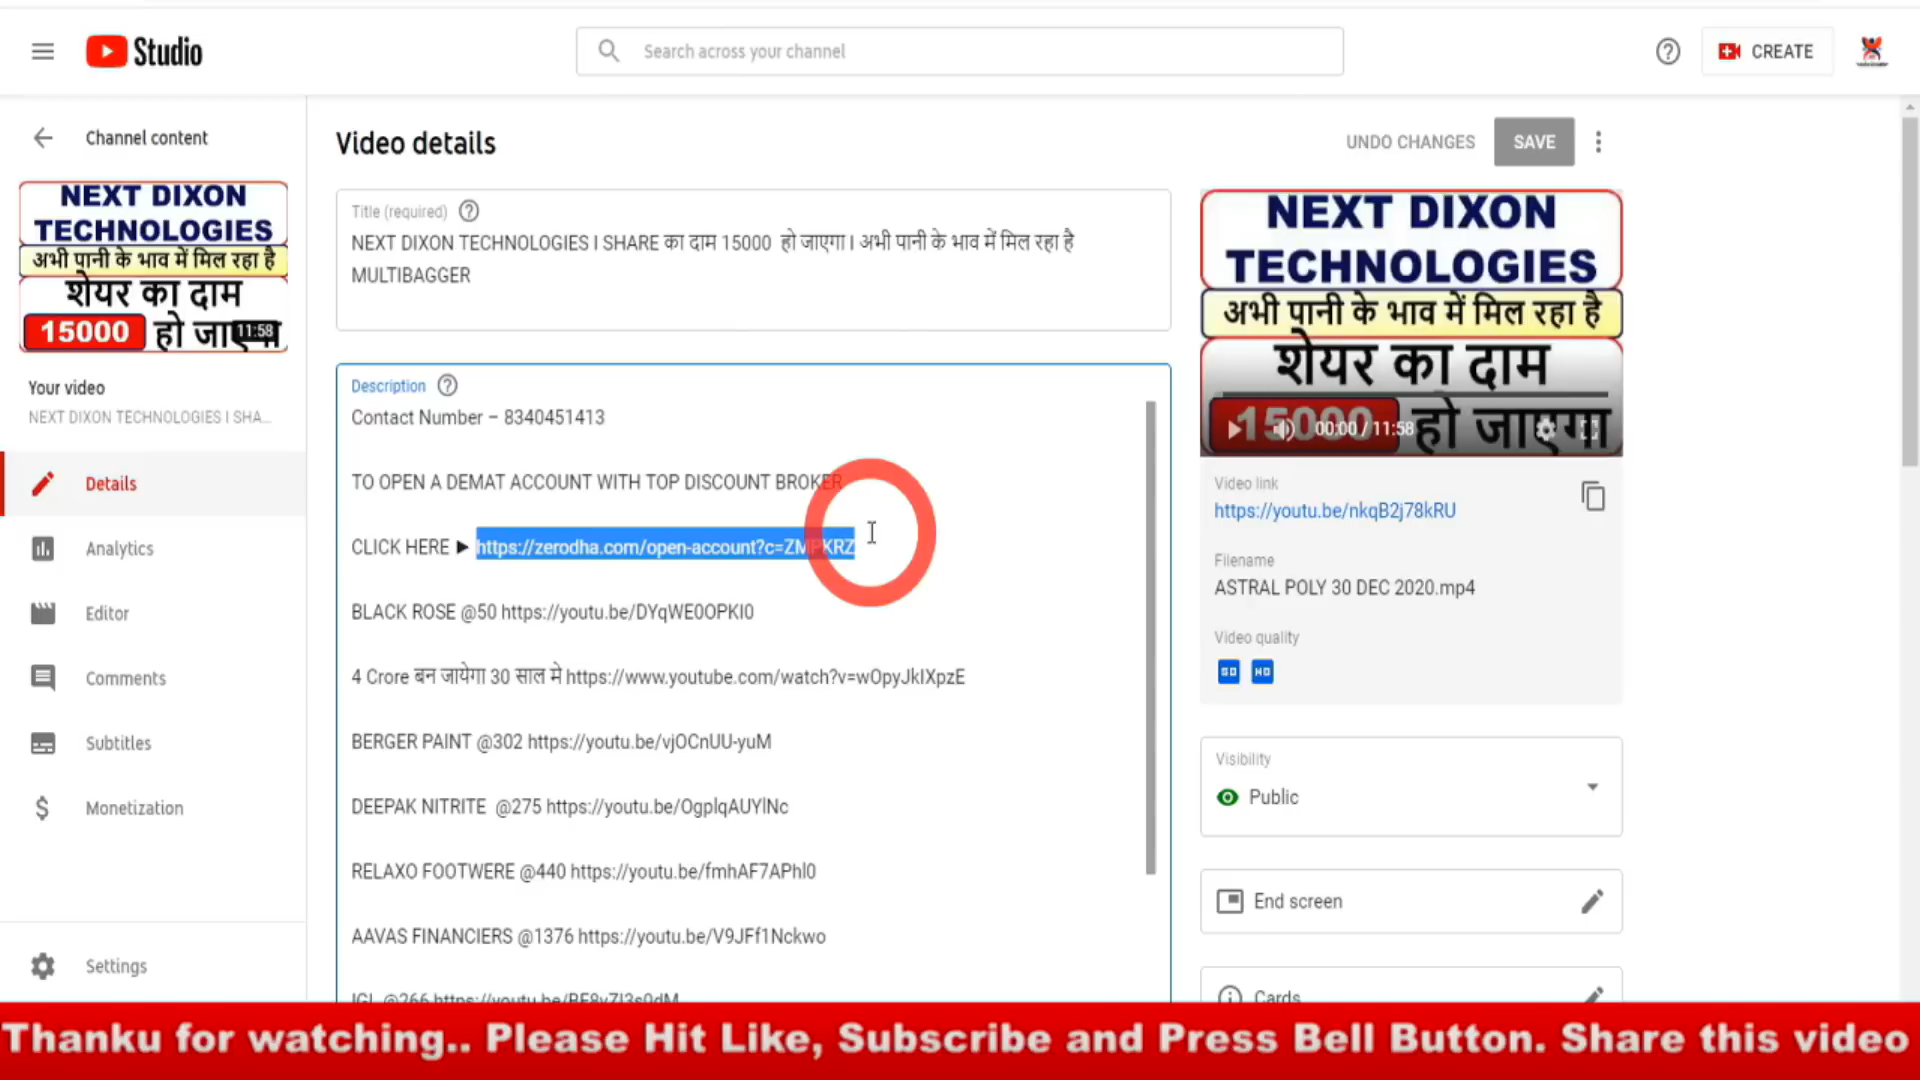 Studio
Search across your channel
CREATE
Channel content
NEXT DIXON
TECHNOLOGIES
अभी पानी के भाव में मिल रहा है
शेयर का दाम
15000 हो जाएगा
11:58
Your video
NEXT DIXON TECHNOLOGIES I SHA...
Details
Analytics
Editor
Comments
Subtitles
Monetization
Settings
Video details
UNDO CHANGES
SAVE
Title (required)
NEXT DIXON TECHNOLOGIES I SHARE का दाम 15000 हो जाएगा I अभी पानी के भाव में मिल रहा है
MULTIBAGGER
Description
Contact Number – 8340451413
TO OPEN A DEMAT ACCOUNT WITH TOP DISCOUNT BROKER
CLICK HERE ► https://zerodha.com/open-account?c=ZMPKRZ
BLACK ROSE @50 https://youtu.be/DYqWE0OPKI0
4 Crore बन जायेगा 30 साल मे https://www.youtube.com/watch?v=wOpyJkIXpzE
BERGER PAINT @302 https://youtu.be/vjOCnUU-yuM
DEEPAK NITRITE @275 https://youtu.be/OgplqAUYlNc
RELAXO FOOTWERE @440 https://youtu.be/fmhAF7APhl0
AAVAS FINANCIERS @1376 https://youtu.be/V9JFf1Nckwo
IGL @266
NEXT DIXON
TECHNOLOGIES
अभी पानी के भाव में मिल रहा है
शेयर का दाम
15000 हो जाएगा
00:00 / 11:58
Video link
https://youtu.be/nkqB2j78kRU
Filename
ASTRAL POLY 30 DEC 2020.mp4
Video quality
SD HD
Visibility
Public
End screen
Cards
Thanku for watching.. Please Hit Like, Subscribe and Press Bell Button. Share this video